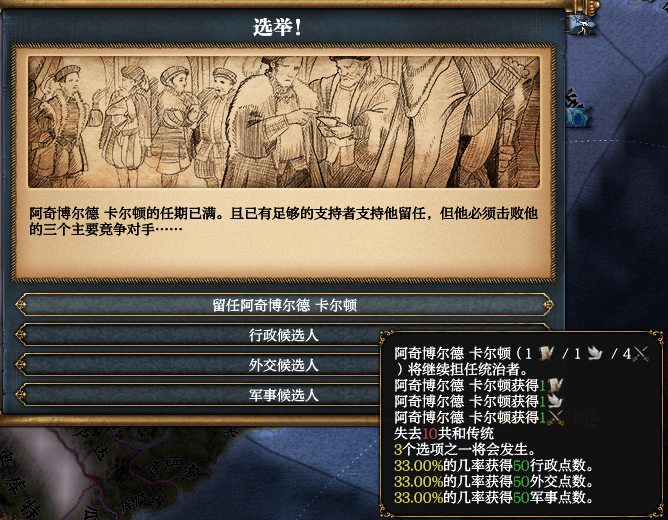 选举!
阿奇博尔德 卡尔顿的任期已满。且已有足够的支持者支持他留任，但他必须击败他
的三个主要竞争对手……
留任阿奇博尔德 卡尔顿
行政候选人
外交候选人
军事候选人
阿奇博尔德 卡尔顿（1 / 1 / 4
）将继续担任统治者。
阿奇博尔德 卡尔顿获得1
阿奇博尔德 卡尔顿获得1
阿奇博尔德 卡尔顿获得1
失去10共和传统
3个选项之一将会发生。
33.00%的几率获得50行政点数。
33.00%的几率获得50外交点数。
33.00%的几率获得50军事点数。